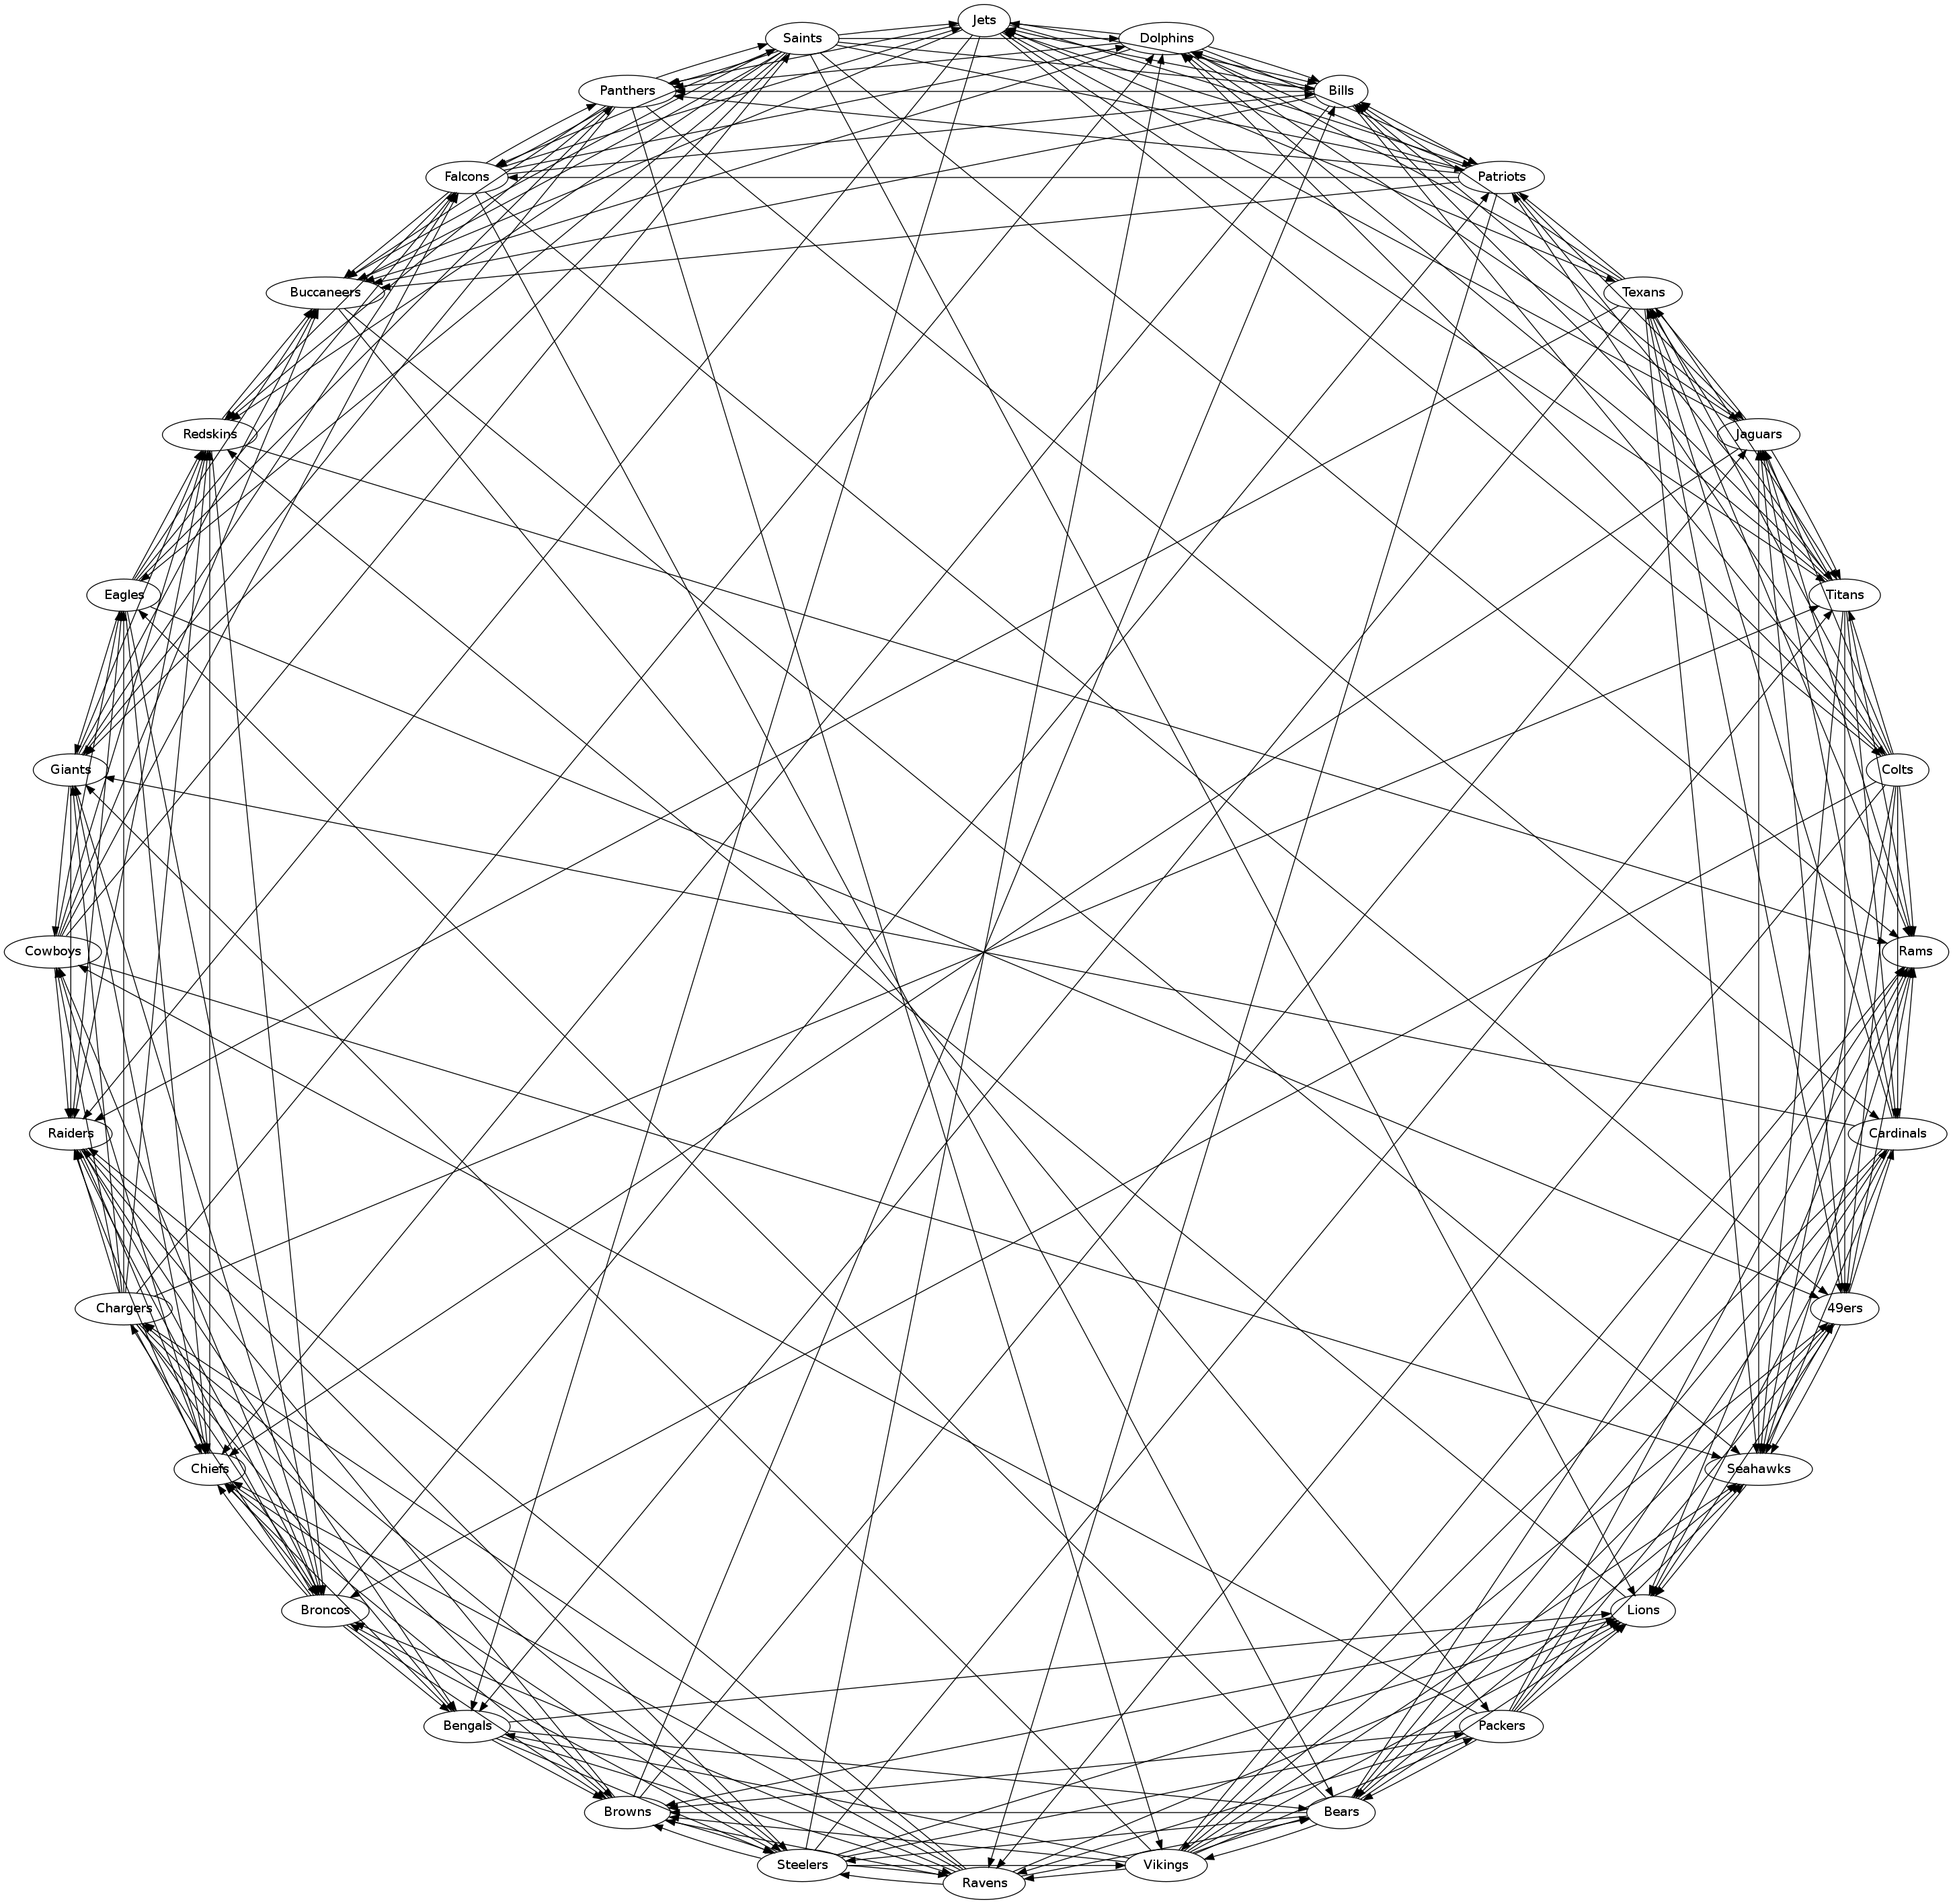 Jets
Saints
Dolphins
Panthers
Bills
Falcons
Patriots
Buccaneers
Texans
Redskins
Jaguars
Eagles
Titans
Giants
Colts
Cowboys
Rams
Raiders
Cardinals
Chargers
49ers
Chiefs
Seahawks
Broncos
Lions
Bengals
Packers
Browns
Bears
Steelers
Vikings
Ravens